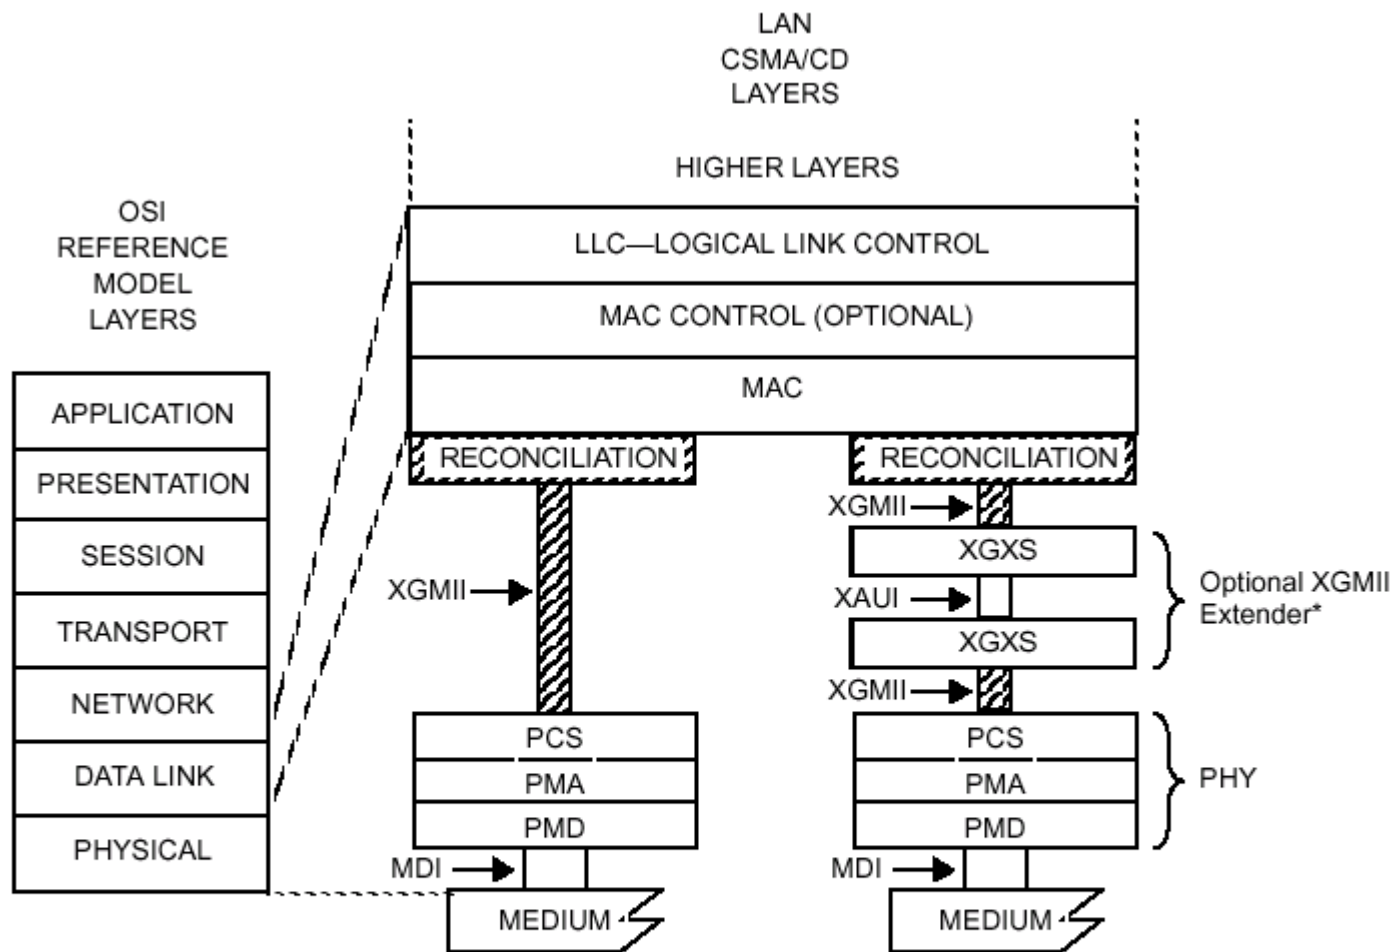 LAN
CSMA/CD
LAYERS
HIGHER LAYERS
OSI
REFERENCE
MODEL
LAYERS
LLC—LOGICAL LINK CONTROL
MAC CONTROL (OPTIONAL)
MAC
APPLICATION
PRESENTATION
SESSION
TRANSPORT
NETWORK
DATA LINK
PHYSICAL
RECONCILIATION
XGMII
PCS
PMA
PMD
MDI
MEDIUM
RECONCILIATION
XGMII
XGXS
XAUI
XGXS
XGMII
Optional XGMII
Extender*
PCS
PMA
PMD
PHY
MDI
MEDIUM